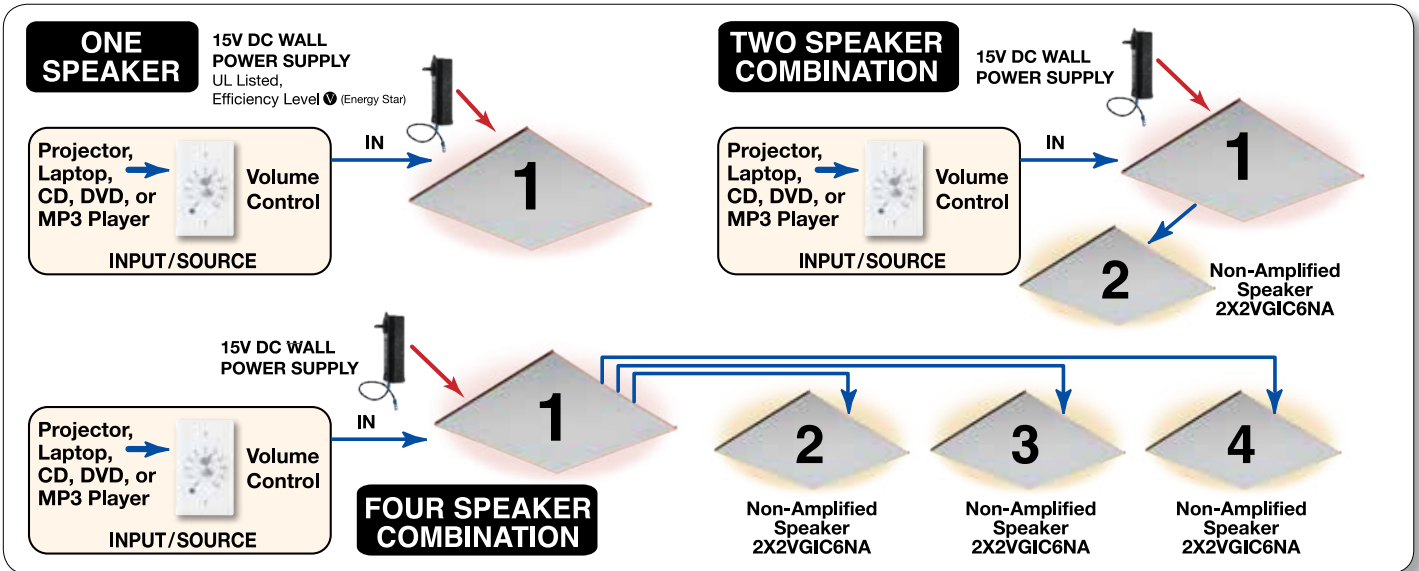 ONE
SPEAKER
15V DC WALL
POWER SUPPLY
UL Listed,
Efficiency Level V (Energy Star)
Projector,
Laptop,
CD, DVD, or
MP3 Player
Volume
Control
INPUT/SOURCE
IN
1
TWO SPEAKER
COMBINATION
15V DC WALL
POWER SUPPLY
Projector,
Laptop,
CD, DVD, or
MP3 Player
Volume
Control
INPUT/SOURCE
IN
1
2
Non-Amplified
Speaker
2X2VGIC6NA
15V DC WALL
POWER SUPPLY
Projector,
Laptop,
CD, DVD, or
MP3 Player
Volume
Control
INPUT/SOURCE
IN
1
FOUR SPEAKER
COMBINATION
2
Non-Amplified
Speaker
2X2VGIC6NA
3
Non-Amplified
Speaker
2X2VGIC6NA
4
Non-Amplified
Speaker
2X2VGIC6NA